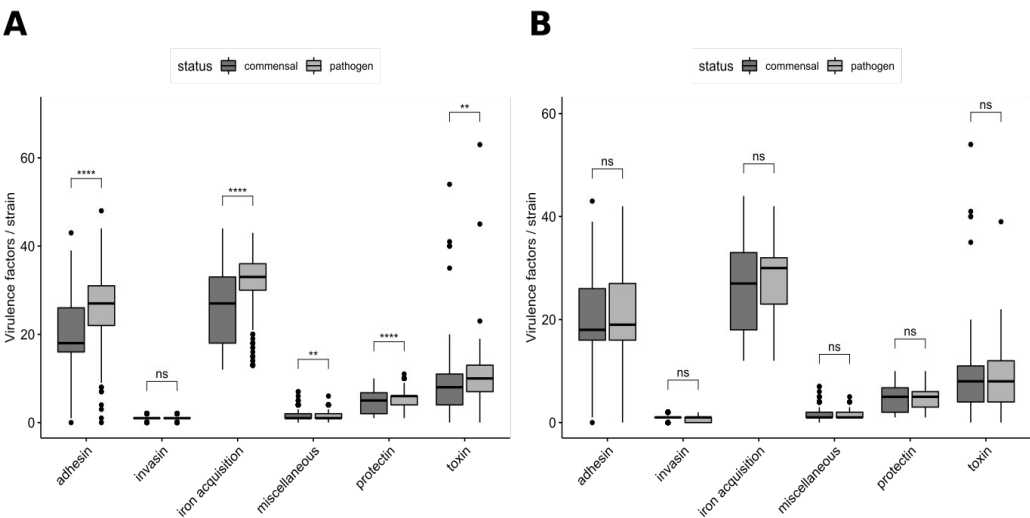 A
status commensal pathogen
Virulence factors / strain
60
40
20
0
****
ns
****
**
****
**
adhesin
invasin
iron acquisition
miscellaneous
protectin
toxin
B
status commensal pathogen
Virulence factors / strain
60
40
20
0
ns
ns
ns
ns
ns
ns
adhesin
invasin
iron acquisition
miscellaneous
protectin
toxin